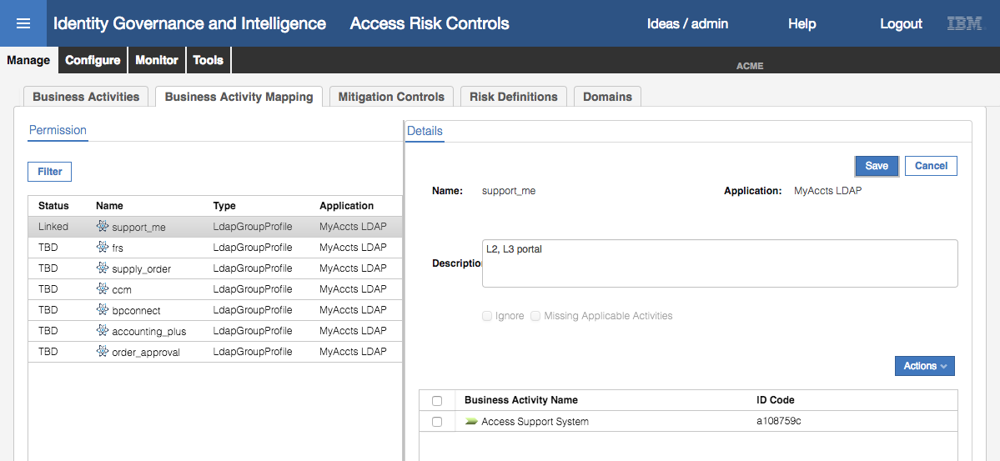 Identity Governance and Intelligence Access Risk Controls Ideas / admin Help Logout IBM
Manage Configure Monitor Tools ACME
Business Activities Business Activity Mapping Mitigation Controls Risk Definitions Domains
Permission
Filter
Status Name Type Application
Linked support_me LdapGroupProfile MyAccts LDAP
TBD frs LdapGroupProfile MyAccts LDAP
TBD supply_order LdapGroupProfile MyAccts LDAP
TBD ccm LdapGroupProfile MyAccts LDAP
TBD bpconnect LdapGroupProfile MyAccts LDAP
TBD accounting_plus LdapGroupProfile MyAccts LDAP
TBD order_approval LdapGroupProfile MyAccts LDAP
Details
Save Cancel
Name: support_me Application: MyAccts LDAP
L2, L3 portal
Description
Ignore Missing Applicable Activities
Actions
Business Activity Name ID Code
Access Support System a108759c